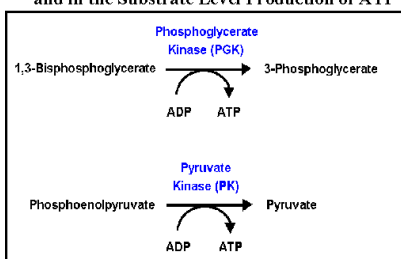 and in the Substrate Level Production of ATP
Phosphoglycerate
Kinase (PGK)
1,3-Bisphosphoglycerate
3-Phosphoglycerate
ADP ATP
Pyruvate
Kinase (PK)
Phosphoenolpyruvate
Pyruvate
ADP ATP